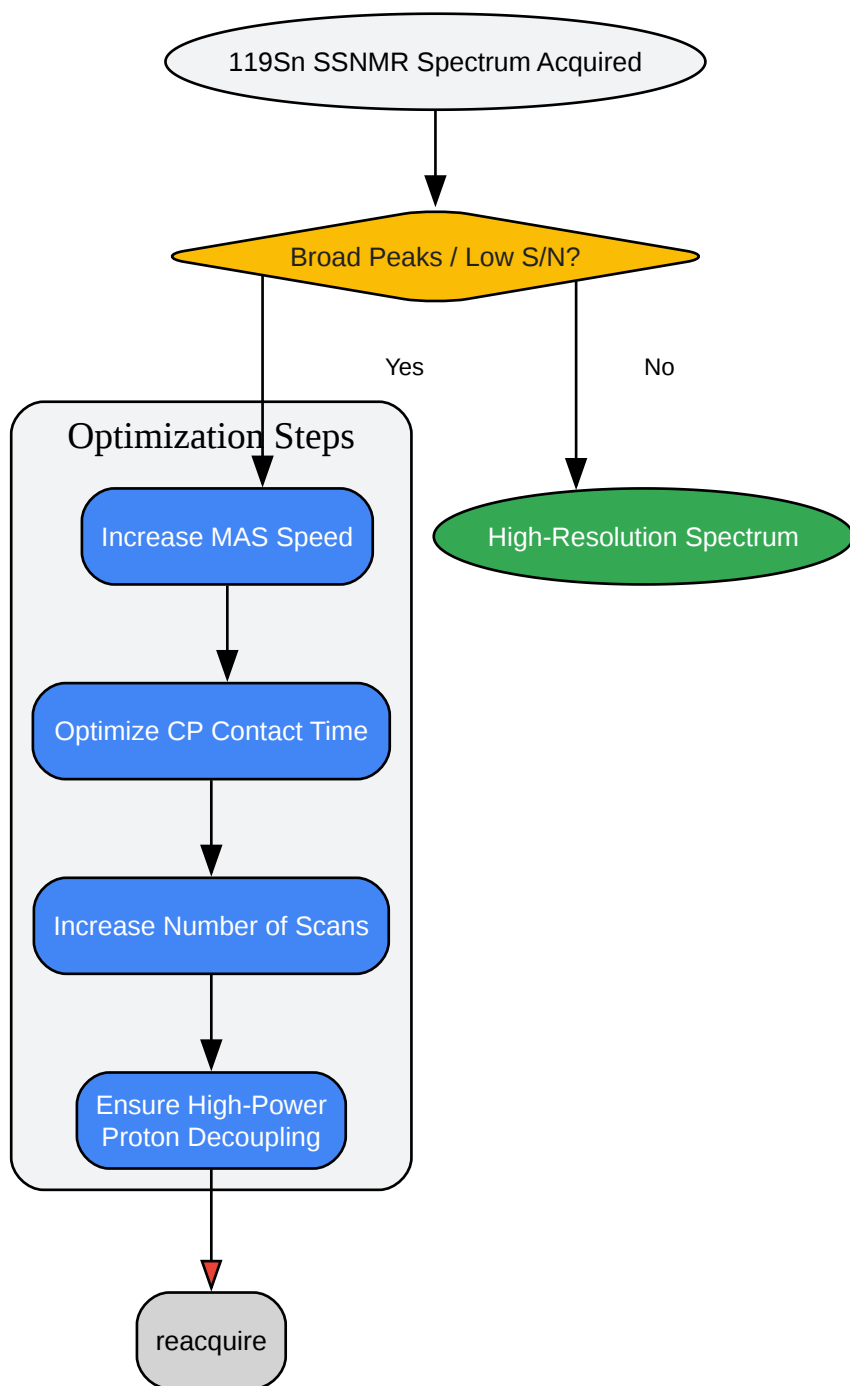 119Sn SSNMR Spectrum Acquired
Broad Peaks / Low S/N?
Yes
No
Optimization Steps
Increase MAS Speed
High-Resolution Spectrum
Optimize CP Contact Time
Increase Number of Scans
Ensure High-Power
Proton Decoupling
reacquire